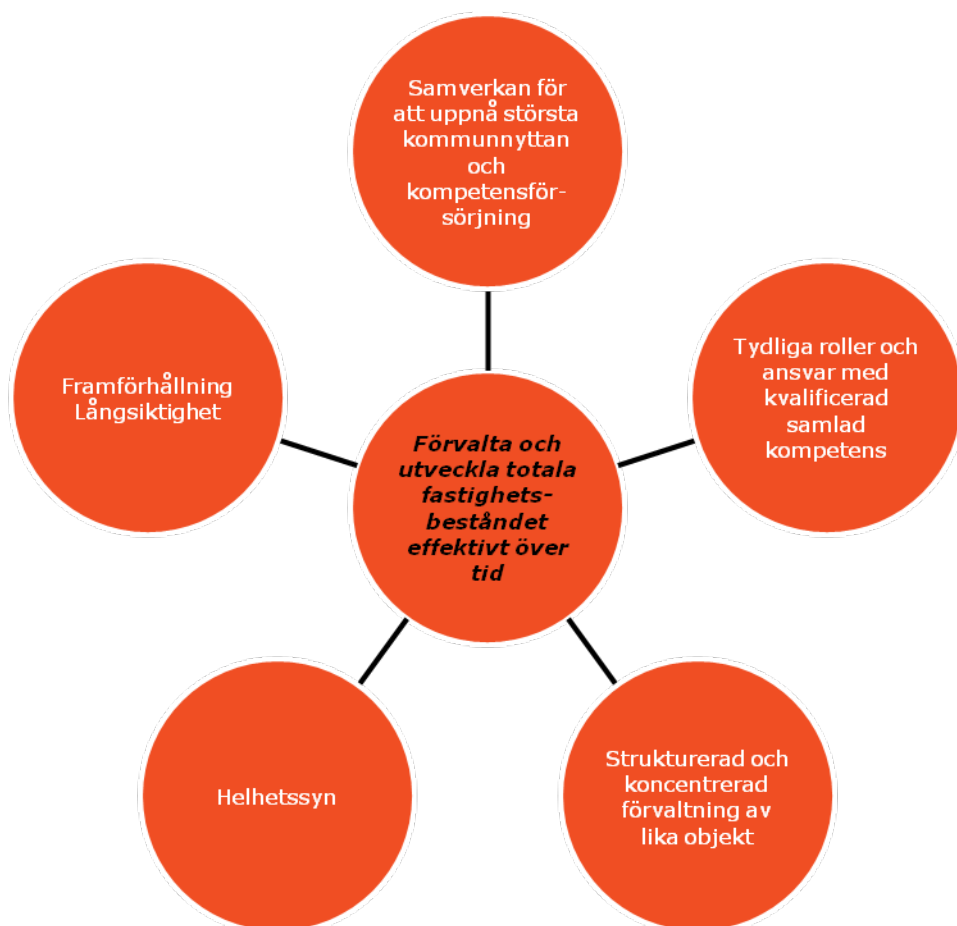 Samverkan för
att uppnå största
kommunnyttan
och
kompetensför-
sörjning
Tydliga roller och
ansvar med
kvalificerad
samlad
kompetens
Framförhållning
Långsiktighet
Förvalta och
utveckla totala
fastighets-
beståndet
effektivt över
tid
Helhetssyn
Strukturerad och
koncentrerad
förvaltning av
lika objekt